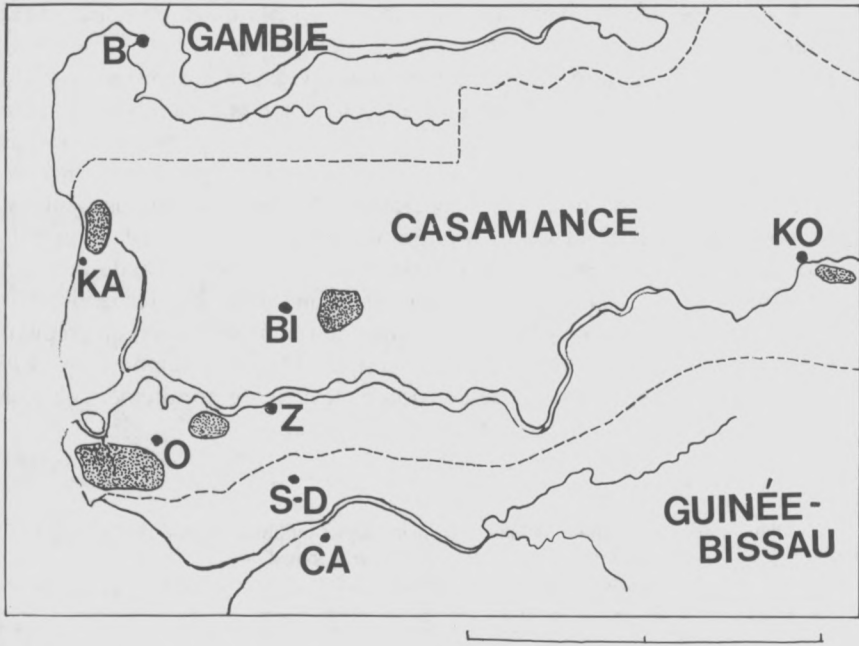 B
GAMBIE
CASAMANCE
KO
KA
BI
Z
O
S-D
GUINÉE-
BISSAU
CA